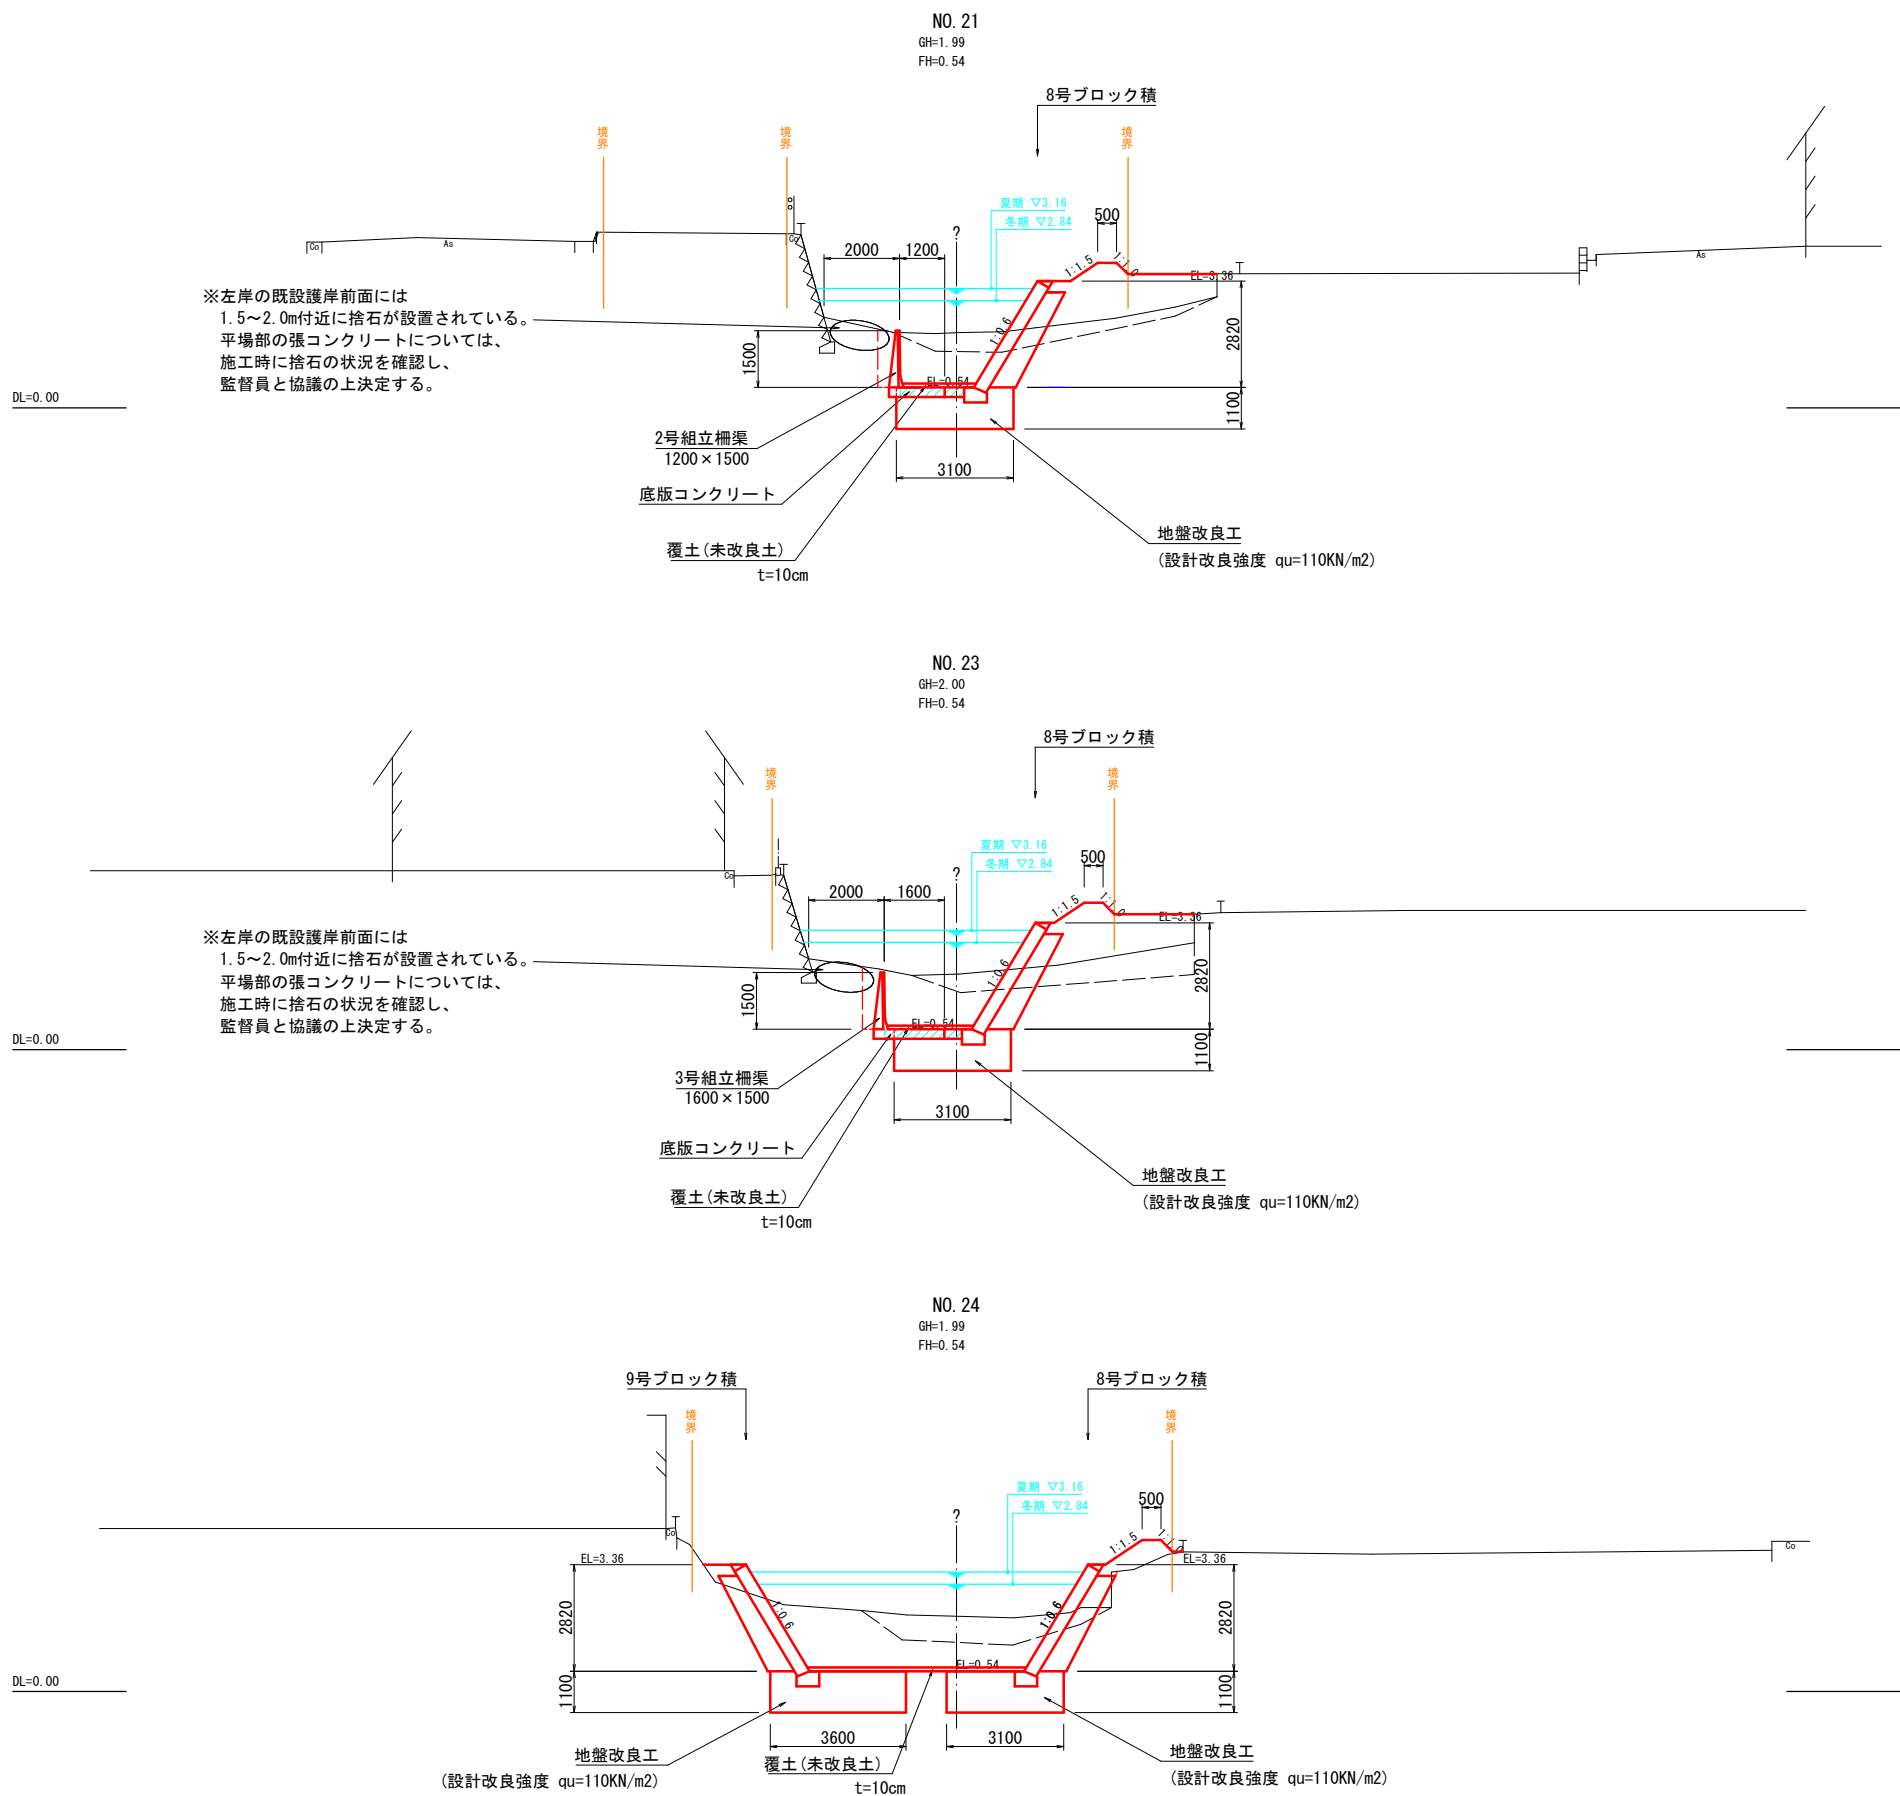 NO.21
GH=1.99
FH=0.54
8号ブロック積
境界
境界
境界
夏期 ▽3.16
冬期 ▽2.84
500
?
2000
1200
1:1.5
1:1.0
EL=3.36
Co
As
Co
As
※左岸の既設護岸前面には
1.5～2.0m付近に捨石が設置されている。
平場部の張コンクリートについては、
施工時に捨石の状況を確認し、
監督員と協議の上決定する。
1500
1:0.6
2820
EL=0.54
1100
DL=0.00
2号組立柵渠
1200×1500
3100
底版コンクリート
覆土(未改良土)
t=10cm
地盤改良工
(設計改良強度 qu=110KN/m2)
NO.23
GH=2.00
FH=0.54
8号ブロック積
境界
境界
夏期 ▽3.16
冬期 ▽2.84
500
?
2000
1600
1:1.5
1:1.0
EL=3.36
Co
※左岸の既設護岸前面には
1.5～2.0m付近に捨石が設置されている。
平場部の張コンクリートについては、
施工時に捨石の状況を確認し、
監督員と協議の上決定する。
1500
1:0.6
2820
EL=0.54
1100
DL=0.00
3号組立柵渠
1600×1500
3100
底版コンクリート
覆土(未改良土)
t=10cm
地盤改良工
(設計改良強度 qu=110KN/m2)
NO.24
GH=1.99
FH=0.54
9号ブロック積
8号ブロック積
境界
境界
夏期 ▽3.16
冬期 ▽2.84
500
?
1:1.5
1:1.0
Co
Co
EL=3.36
EL=3.36
2820
1:0.6
1:0.6
2820
EL=0.54
1100
1100
DL=0.00
3600
3100
地盤改良工
(設計改良強度 qu=110KN/m2)
覆土(未改良土)
t=10cm
地盤改良工
(設計改良強度 qu=110KN/m2)